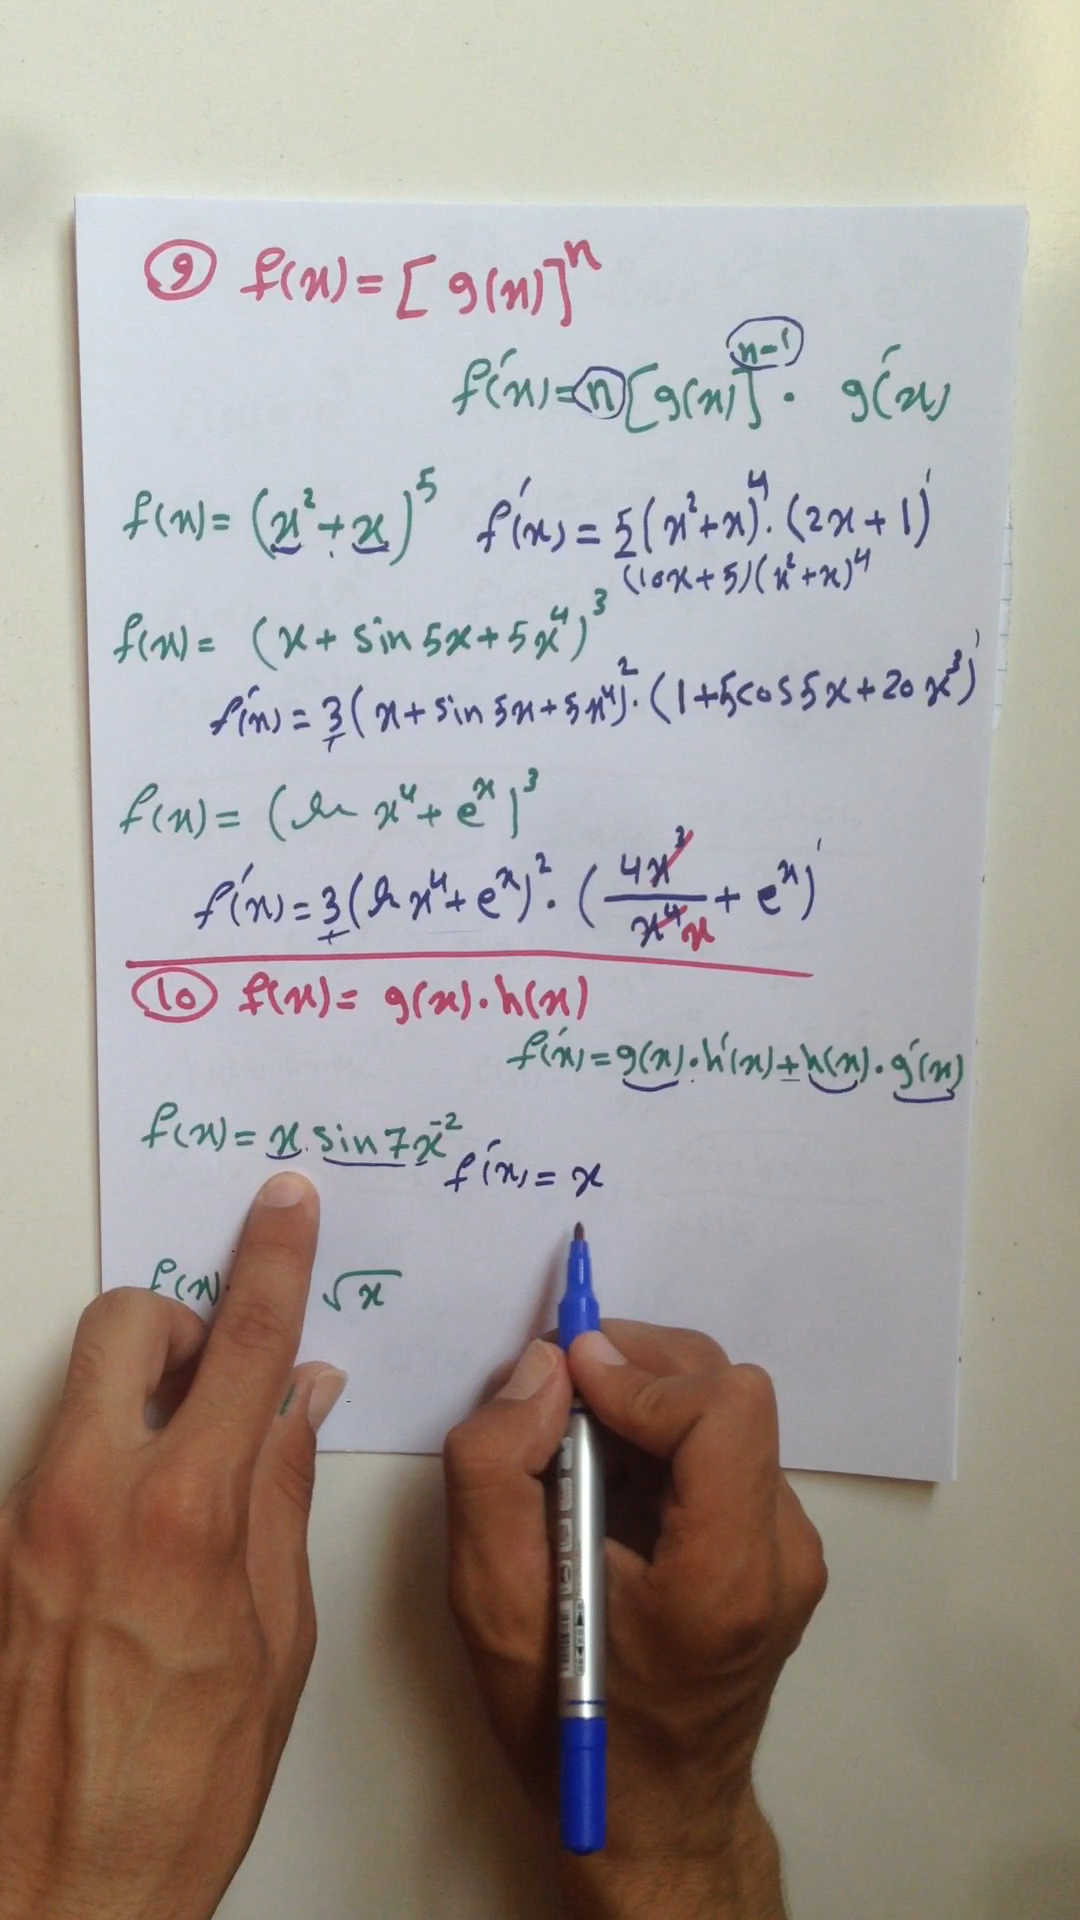 ⑨ f(x) = [g(x)]ⁿ
f'(x) = n[g(x)]ⁿ⁻¹ · g'(x)
f(x) = (x² + x)⁵ f'(x) = 5(x²+x)⁴ · (2x+1)'
(10x+5)(x²+x)⁴
f(x) = (x + sin 5x + 5x⁴)³
f'(x) = 3(x + sin 5x + 5x⁴)² · (1 + 5cos 5x + 20x³)'
f(x) = (ln x⁴ + eˣ)³
f'(x) = 3(ln x⁴ + eˣ)² · (4x³/x⁴ x + eˣ)'
⑩ f(x) = g(x) · h(x)
f'(x) = g(x) · h'(x) + h(x) · g'(x)
f(x) = x · sin 7x⁻² f'(x) = x
f(x) √x